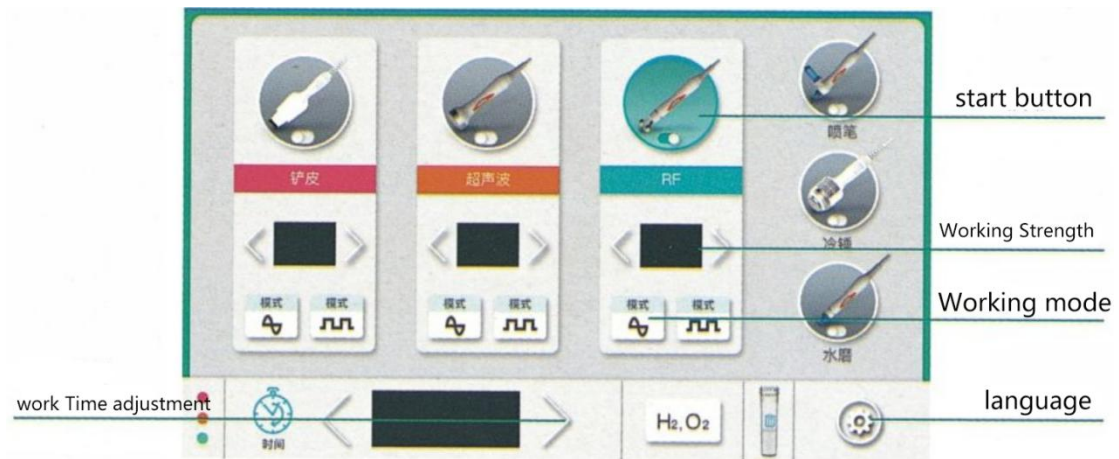 start button
喷笔
铲皮
超声波
RF
Working Strength
冷锤
模式
模式
模式
模式
模式
模式
Working mode
水磨
work Time adjustment
时间
H₂,O₂
language